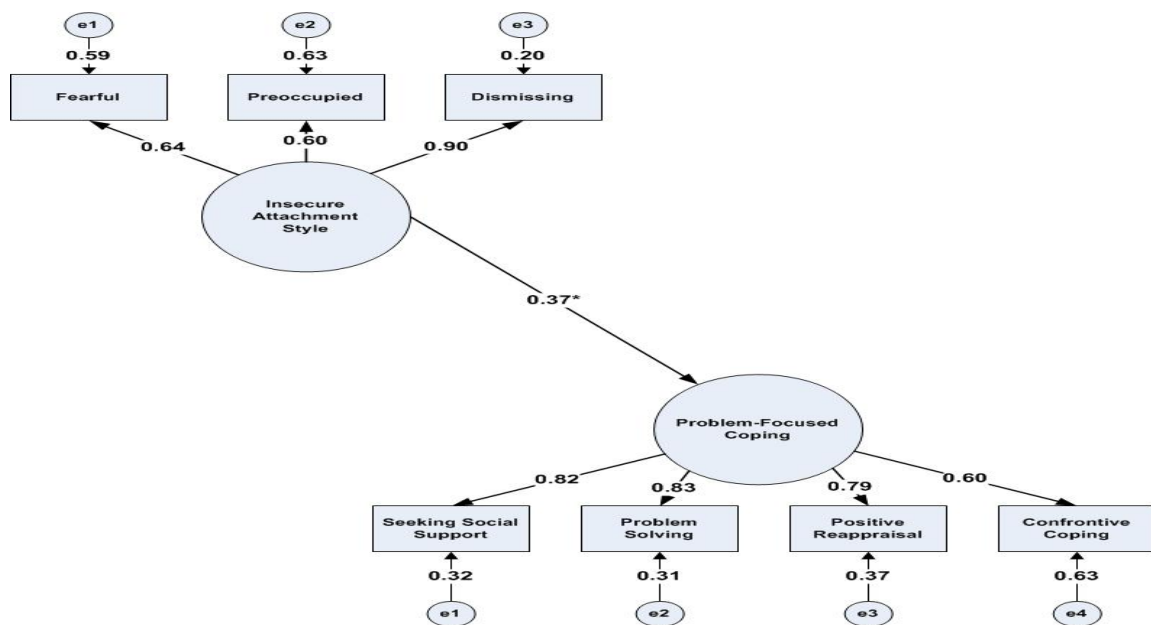 e1
e2
e3
0.59
0.63
0.20
Fearful
Preoccupied
Dismissing
0.64
0.60
0.90
Insecure
Attachment
Style
0.37*
Problem-Focused
Coping
0.82
0.83
0.79
0.60
Seeking Social
Support
Problem
Solving
Positive
Reappraisal
Confrontive
Coping
0.32
0.31
0.37
0.63
e1
e2
e3
e4